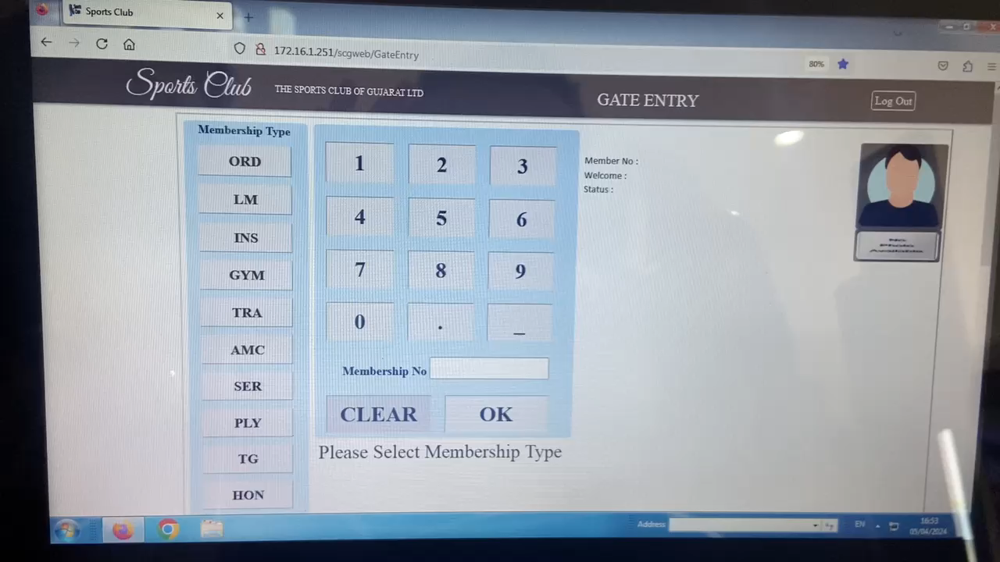 Sports Club
172.16.1.251/scgweb/GateEntry
80%
Sports Club
THE SPORTS CLUB OF GUJARAT LTD
GATE ENTRY
Log Out
Membership Type
ORD
LM
INS
GYM
TRA
AMC
SER
PLY
TG
HON
1 2 3
4 5 6
7 8 9
0 . _
Membership No
CLEAR OK
Please Select Membership Type
Member No :
Welcome :
Status :
Address
EN
16:53
05/04/2024